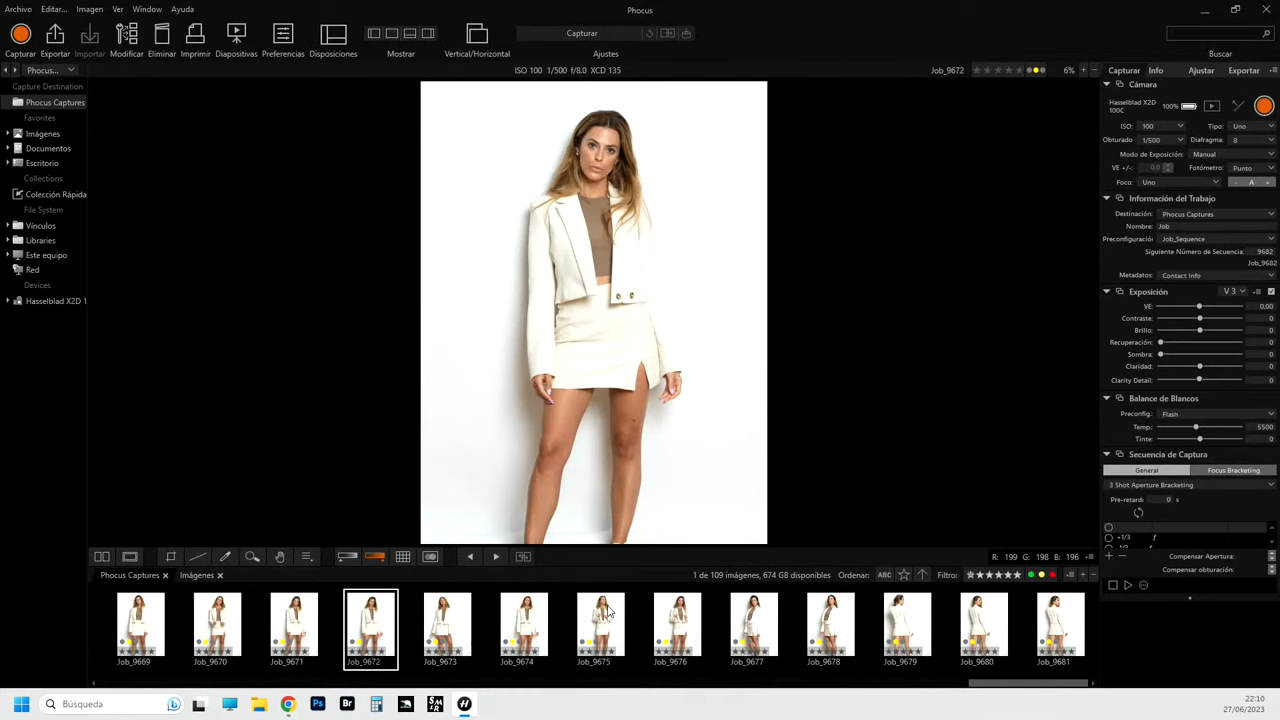 Archivo Editar... Imagen Ver Window Ayuda
Phocus
Capturar Exportar Importar Modificar Eliminar Imprimir Diapositivas Preferencias Disposiciones Mostrar Vertical/Horizontal Capturar Ajustes Buscar
Phocus...
ISO 100 1/500 f/8.0 XCD 135
Job_9672
6%
Capturar Info Ajustar Exportar
Capture Destination
Phocus Captures
Favorites
Imágenes
Documentos
Escritorio
Collections
Colección Rápida
File System
Vínculos
Libraries
Este equipo
Red
Devices
Hasselblad X2D 1
Cámara
Hasselblad X2D 100C 100%
ISO: 100 Tipo: Uno
Obturado 1/500 Diafragma: 8
Modo de Exposición: Manual
VE +/-: 0.0 Fotómetro: Punto
Foco: Uno - A +
Información del Trabajo
Destinación: Phocus Captures
Nombre: Job
Preconfiguració Job_Sequence
Siguiente Número de Secuencia: 9682
Job_9682
Metadatos: Contact Info
Exposición V 3
VE: 0,00
Contraste: 0
Brillo: 0
Recuperación: 0
Sombra: 0
Claridad: 0
Clarity Detail: 0
Balance de Blancos
Preconfig.: Flash
Temp.: 5500
Tinte: 0
Secuencia de Captura
General Focus Bracketing
3 Shot Aperture Bracketing
Pre-retardo 0 s
+1/3 f
-1/3 f
Compensar Apertura:
Compensar obturación:
R: 199 G: 198 B: 196
Phocus Captures Imágenes
1 de 109 imágenes, 674 GB disponibles Ordenar: ABC Filtro:
Job_9669 Job_9670 Job_9671 Job_9672 Job_9673 Job_9674 Job_9675 Job_9676 Job_9677 Job_9678 Job_9679 Job_9680 Job_9681
Búsqueda
Ps Br
22:10
27/06/2023